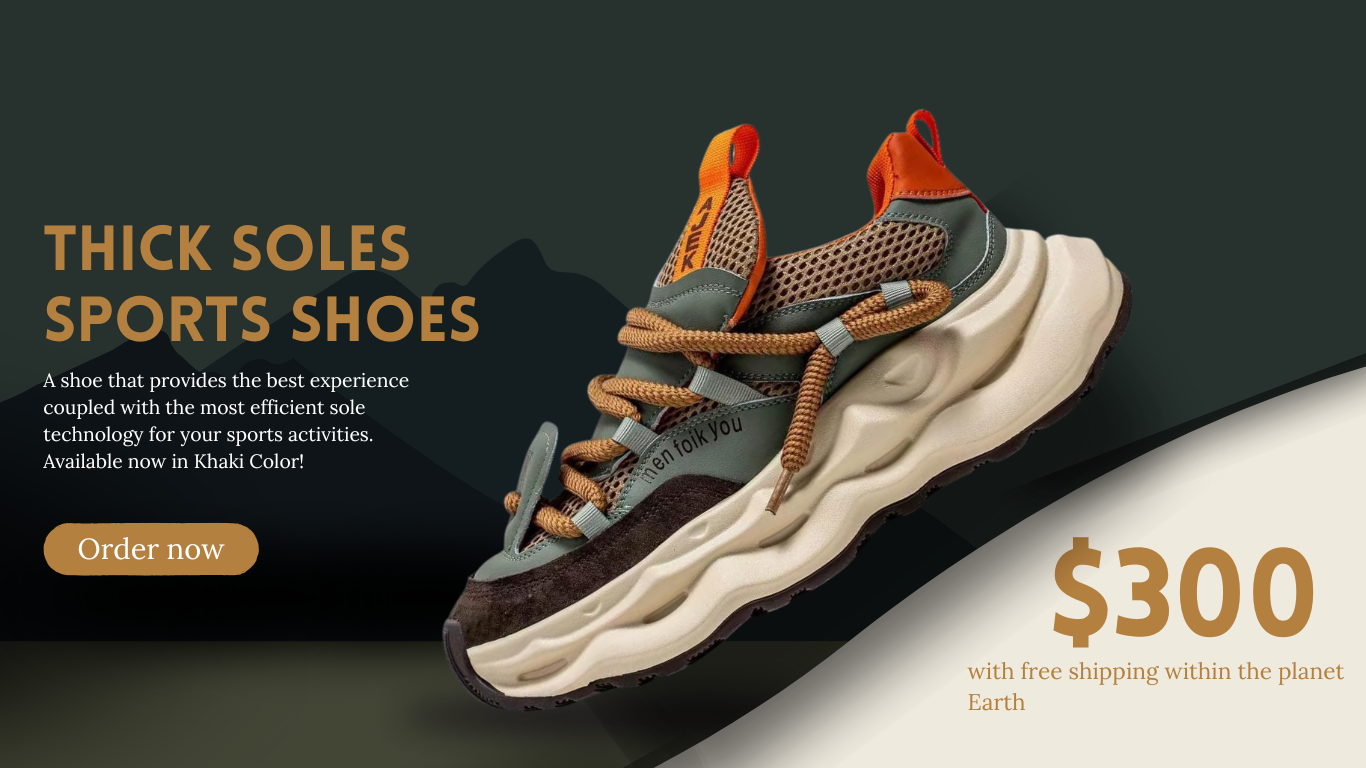 THICK SOLES
SPORTS SHOES
A shoe that provides the best experience
coupled with the most efficient sole
technology for your sports activities.
Available now in Khaki Color!
Order now
AJEK
men foik you
$300
with free shipping within the planet
Earth